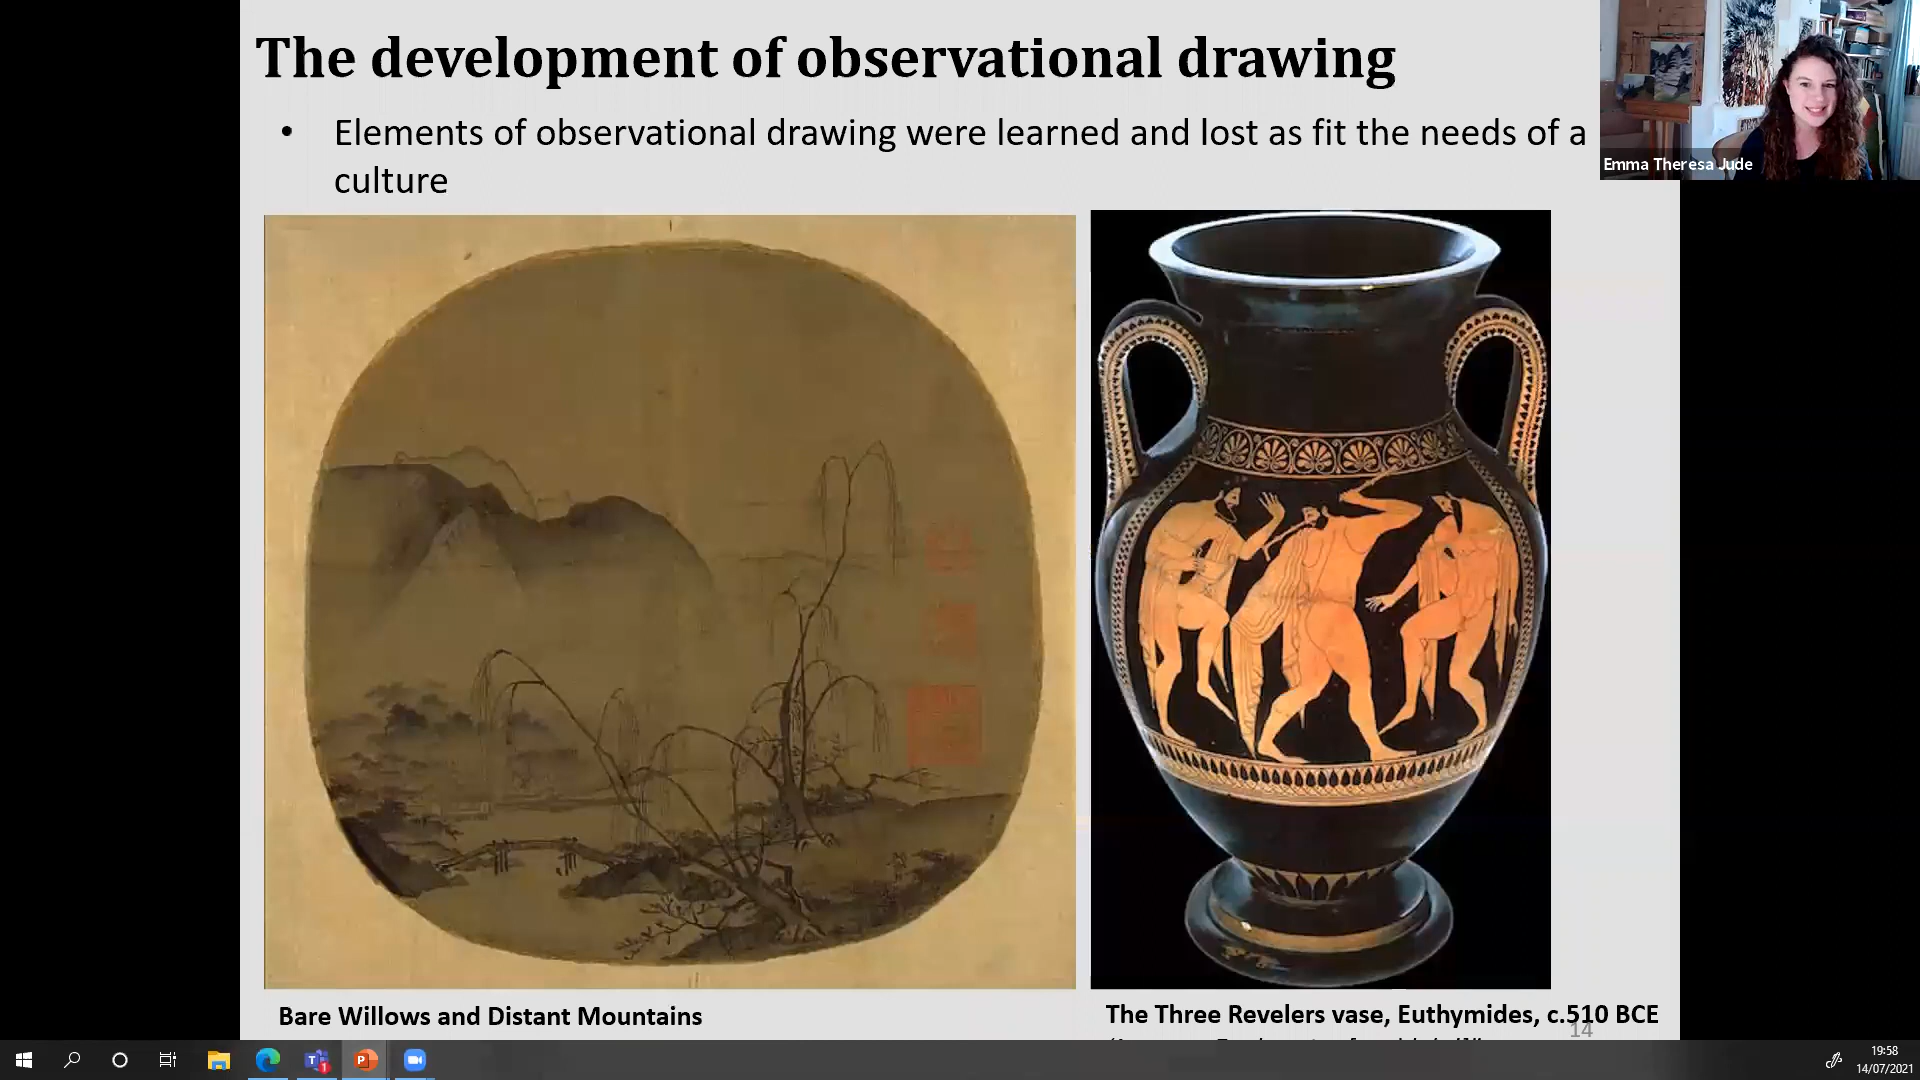 The development of observational drawing
• Elements of observational drawing were learned and lost as fit the needs of a
culture
Emma Theresa Jude
Bare Willows and Distant Mountains
The Three Revelers vase, Euthymides, c.510 BCE
14
19:58
14/07/2021